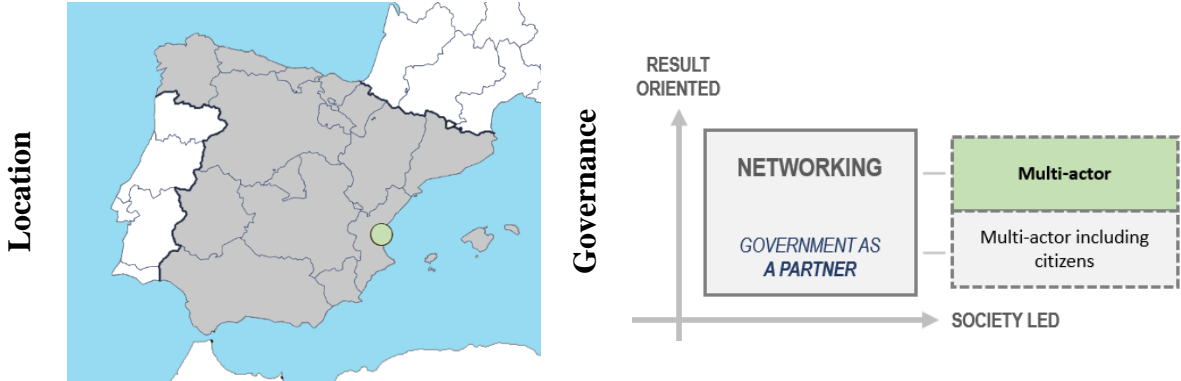 Location
Governance
RESULT
ORIENTED
NETWORKING
GOVERNMENT AS
A PARTNER
Multi-actor
Multi-actor including
citizens
SOCIETY LED